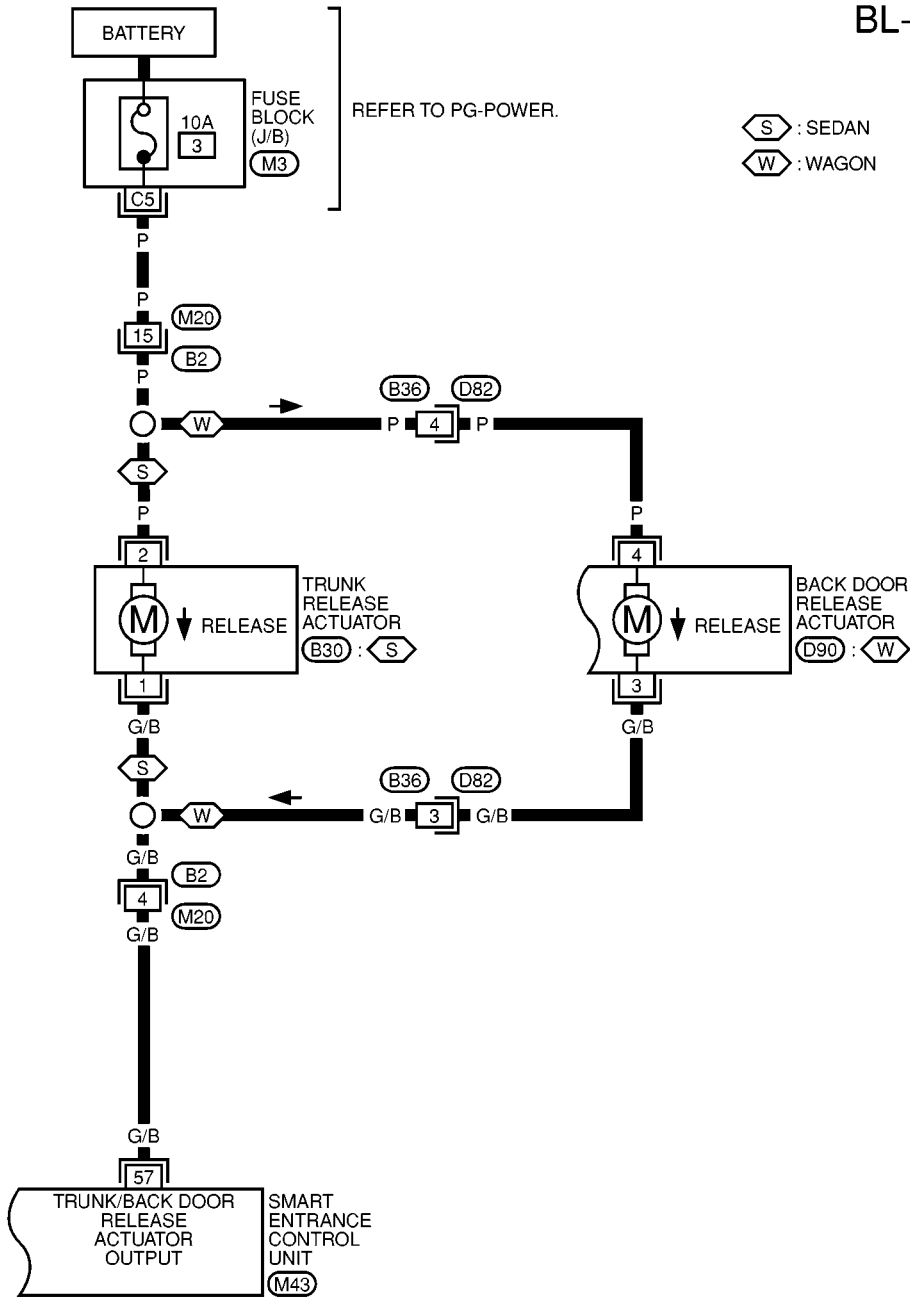 BL-
BATTERY
10A
3
FUSE
BLOCK
(J/B)
M3
REFER TO PG-POWER.
S : SEDAN
W : WAGON
C5
P
P
15
M20
B2
P
W
B36
D82
P 4 P
S
P
P
2
4
M
RELEASE
TRUNK
RELEASE
ACTUATOR
B30 : S
M
RELEASE
BACK DOOR
RELEASE
ACTUATOR
D90 : W
1
3
G/B
G/B
S
B36
D82
W
G/B 3 G/B
G/B
B2
4
M20
G/B
G/B
57
TRUNK/BACK DOOR
RELEASE
ACTUATOR
OUTPUT
SMART
ENTRANCE
CONTROL
UNIT
M43